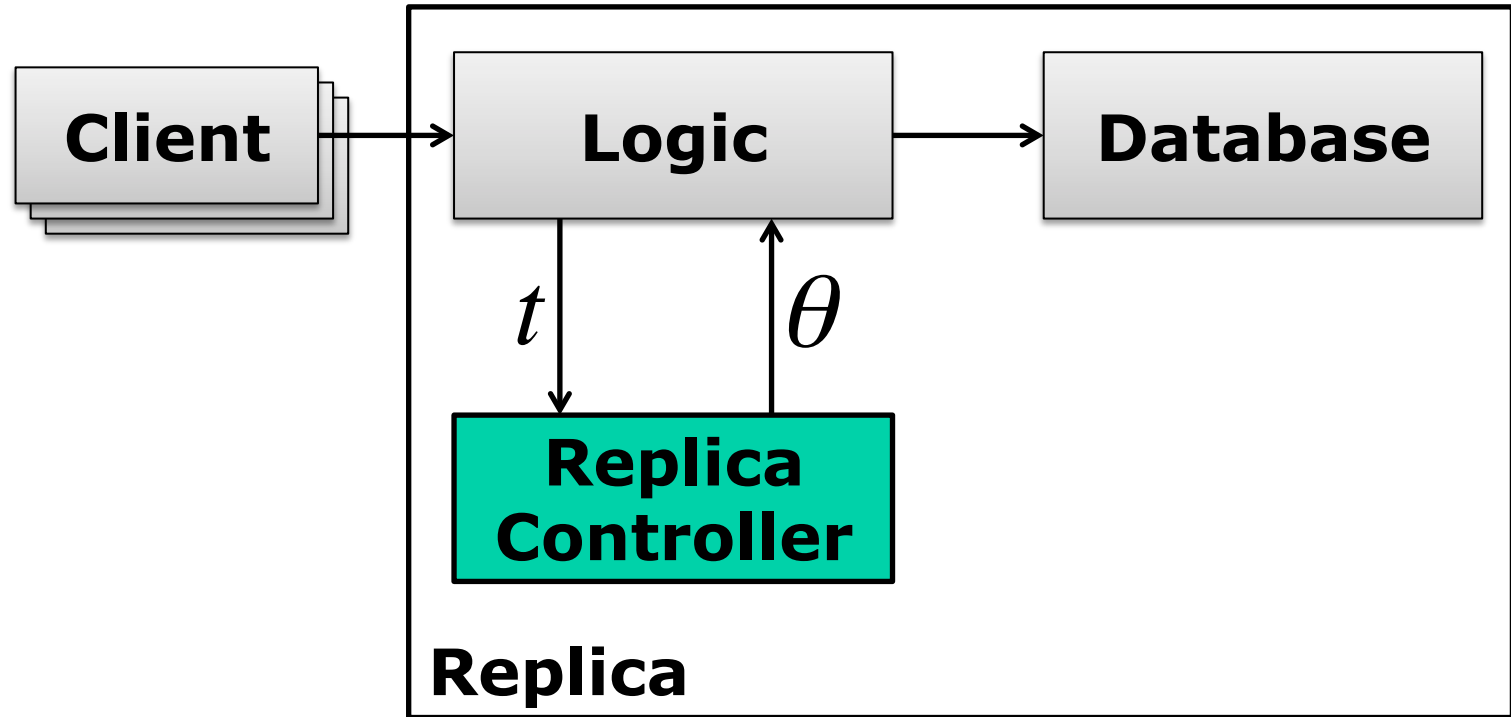 Client
Logic
Database
t
θ
Replica
Controller
Replica